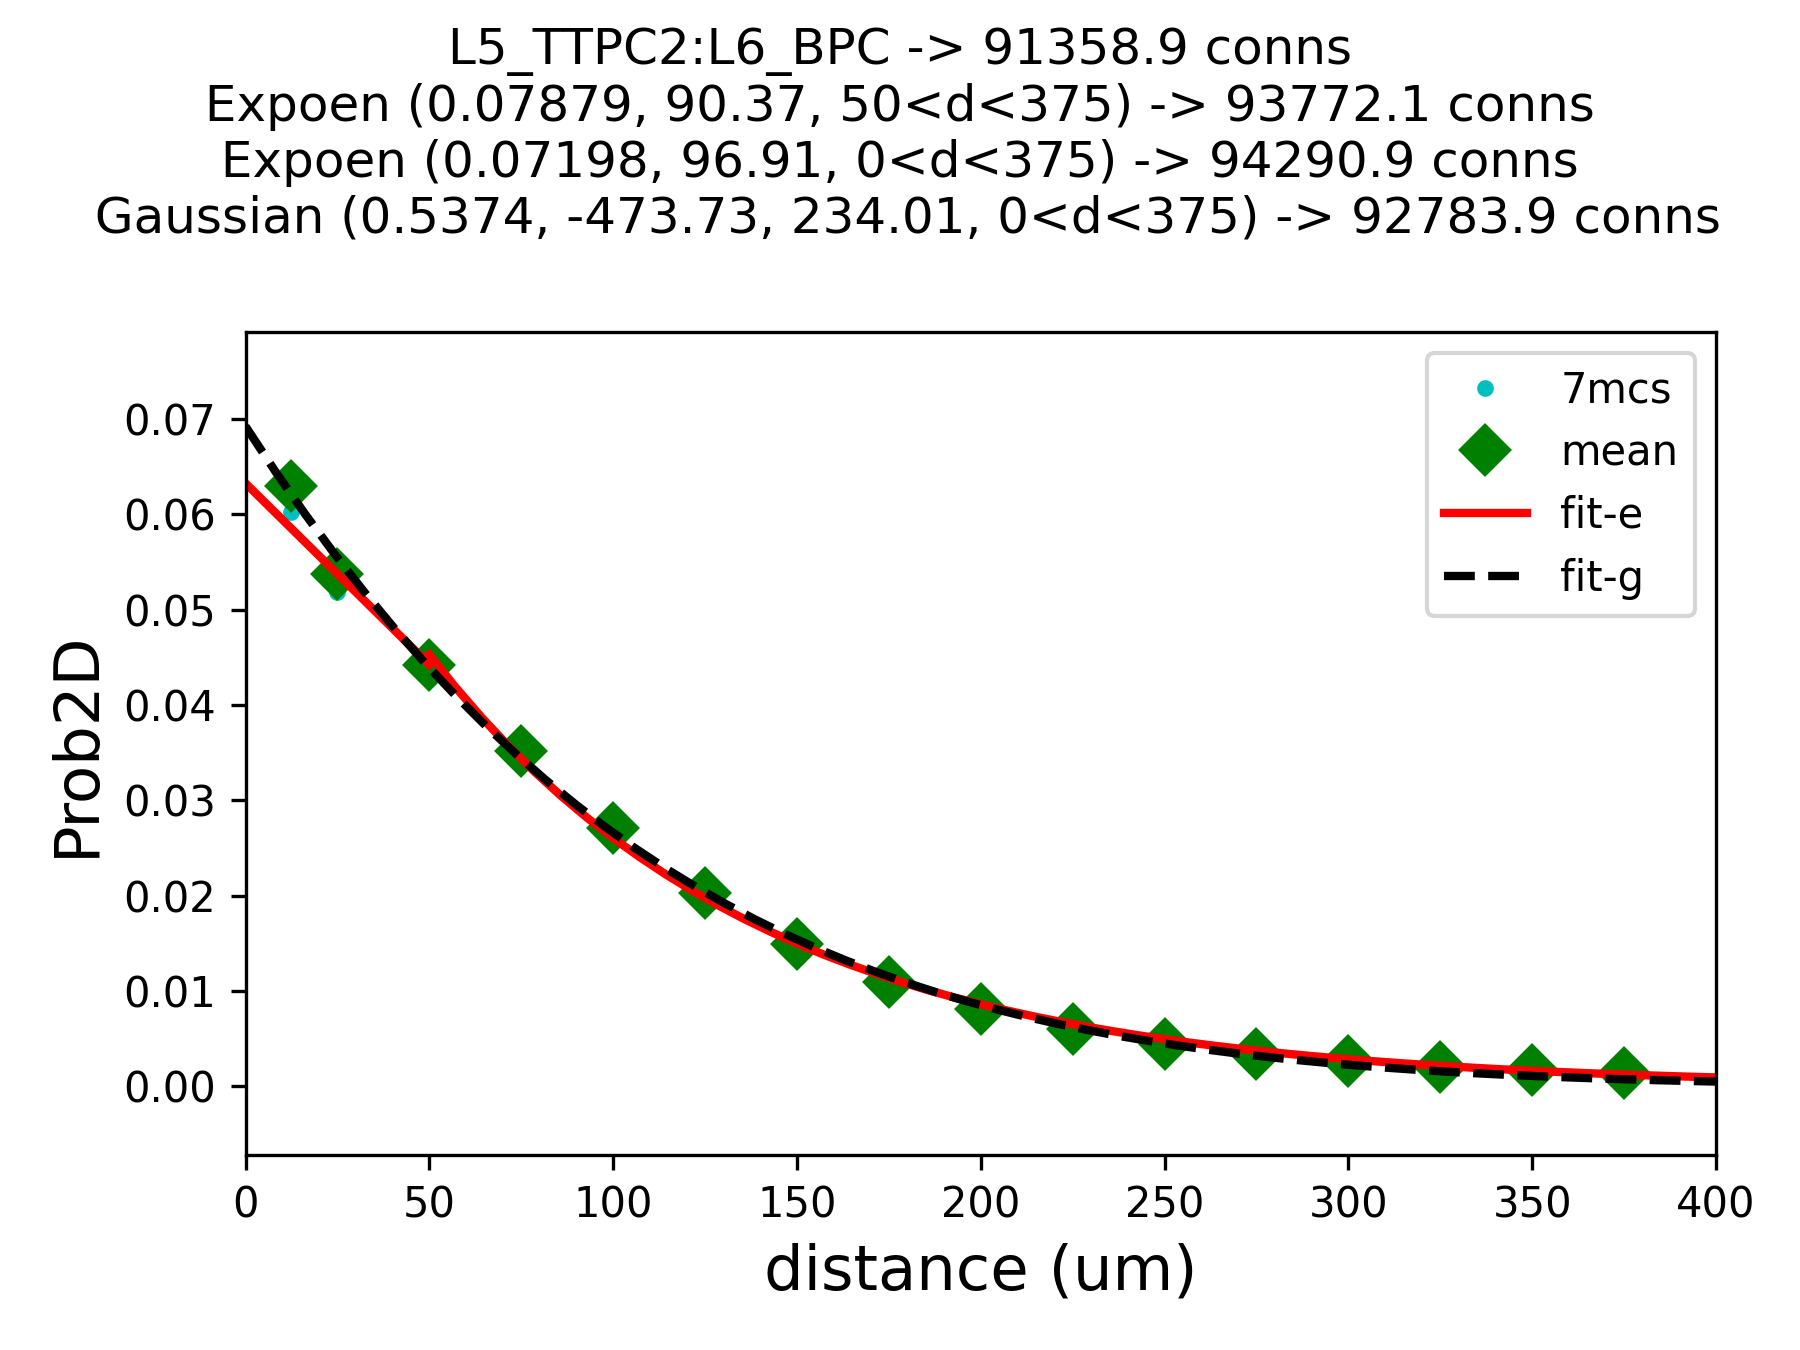 L5_TTPC2:L6_BPC -> 91358.9 conns
Expoen (0.07879, 90.37, 50<d<375) -> 93772.1 conns
Expoen (0.07198, 96.91, 0<d<375) -> 94290.9 conns
Gaussian (0.5374, -473.73, 234.01, 0<d<375) -> 92783.9 conns
7mcs
mean
fit-e
fit-g
Prob2D
0.07
0.06
0.05
0.04
0.03
0.02
0.01
0.00
0 50 100 150 200 250 300 350 400
distance (um)